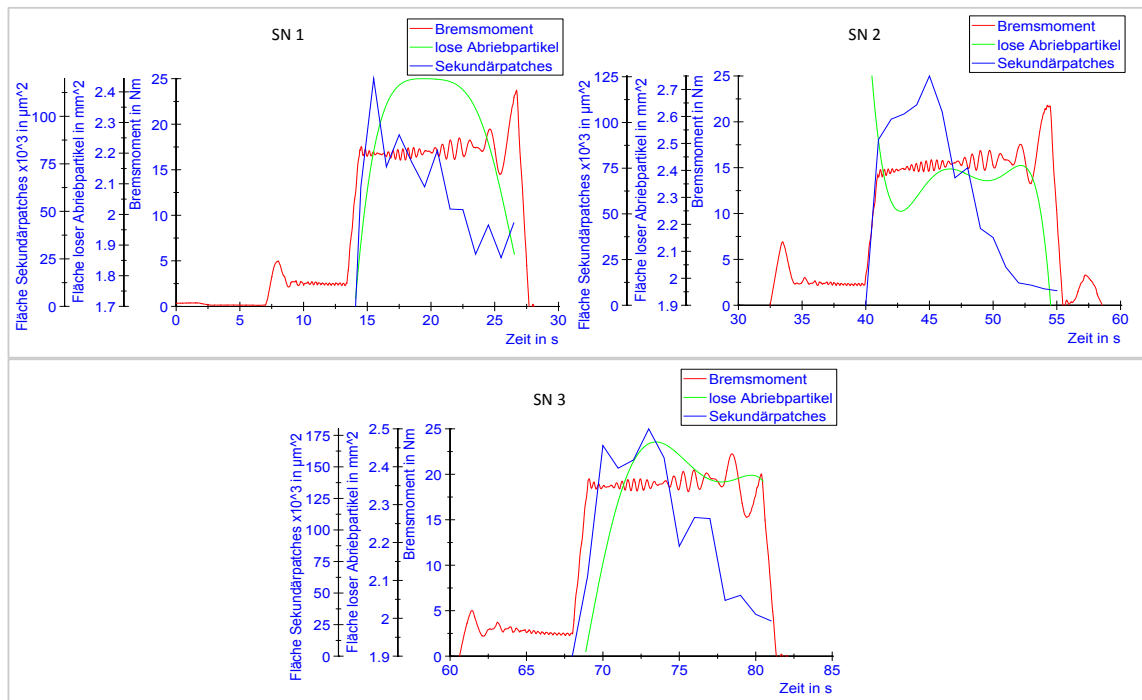 SN 1
Bremsmoment
lose Abriebpartikel
Sekundärpatches
Fläche Sekundärpatches x10^3 in µm^2
0
25
50
75
100
Fläche loser Abriebpartikel in mm^2
1.7
1.8
1.9
2
2.1
2.2
2.3
2.4
Bremsmoment in Nm
0
5
10
15
20
25
0 5 10 15 20 25 30
Zeit in s
SN 2
Bremsmoment
lose Abriebpartikel
Sekundärpatches
Fläche Sekundärpatches x10^3 in µm^2
0
25
50
75
100
125
Fläche loser Abriebpartikel in mm^2
1.9
2
2.1
2.2
2.3
2.4
2.5
2.6
2.7
Bremsmoment in Nm
0
5
10
15
20
25
30 35 40 45 50 55 60
Zeit in s
SN 3
Bremsmoment
lose Abriebpartikel
Sekundärpatches
Fläche Sekundärpatches x10^3 in µm^2
0
25
50
75
100
125
150
175
Fläche loser Abriebpartikel in mm^2
1.9
2
2.1
2.2
2.3
2.4
2.5
Bremsmoment in Nm
0
5
10
15
20
25
60 65 70 75 80 85
Zeit in s